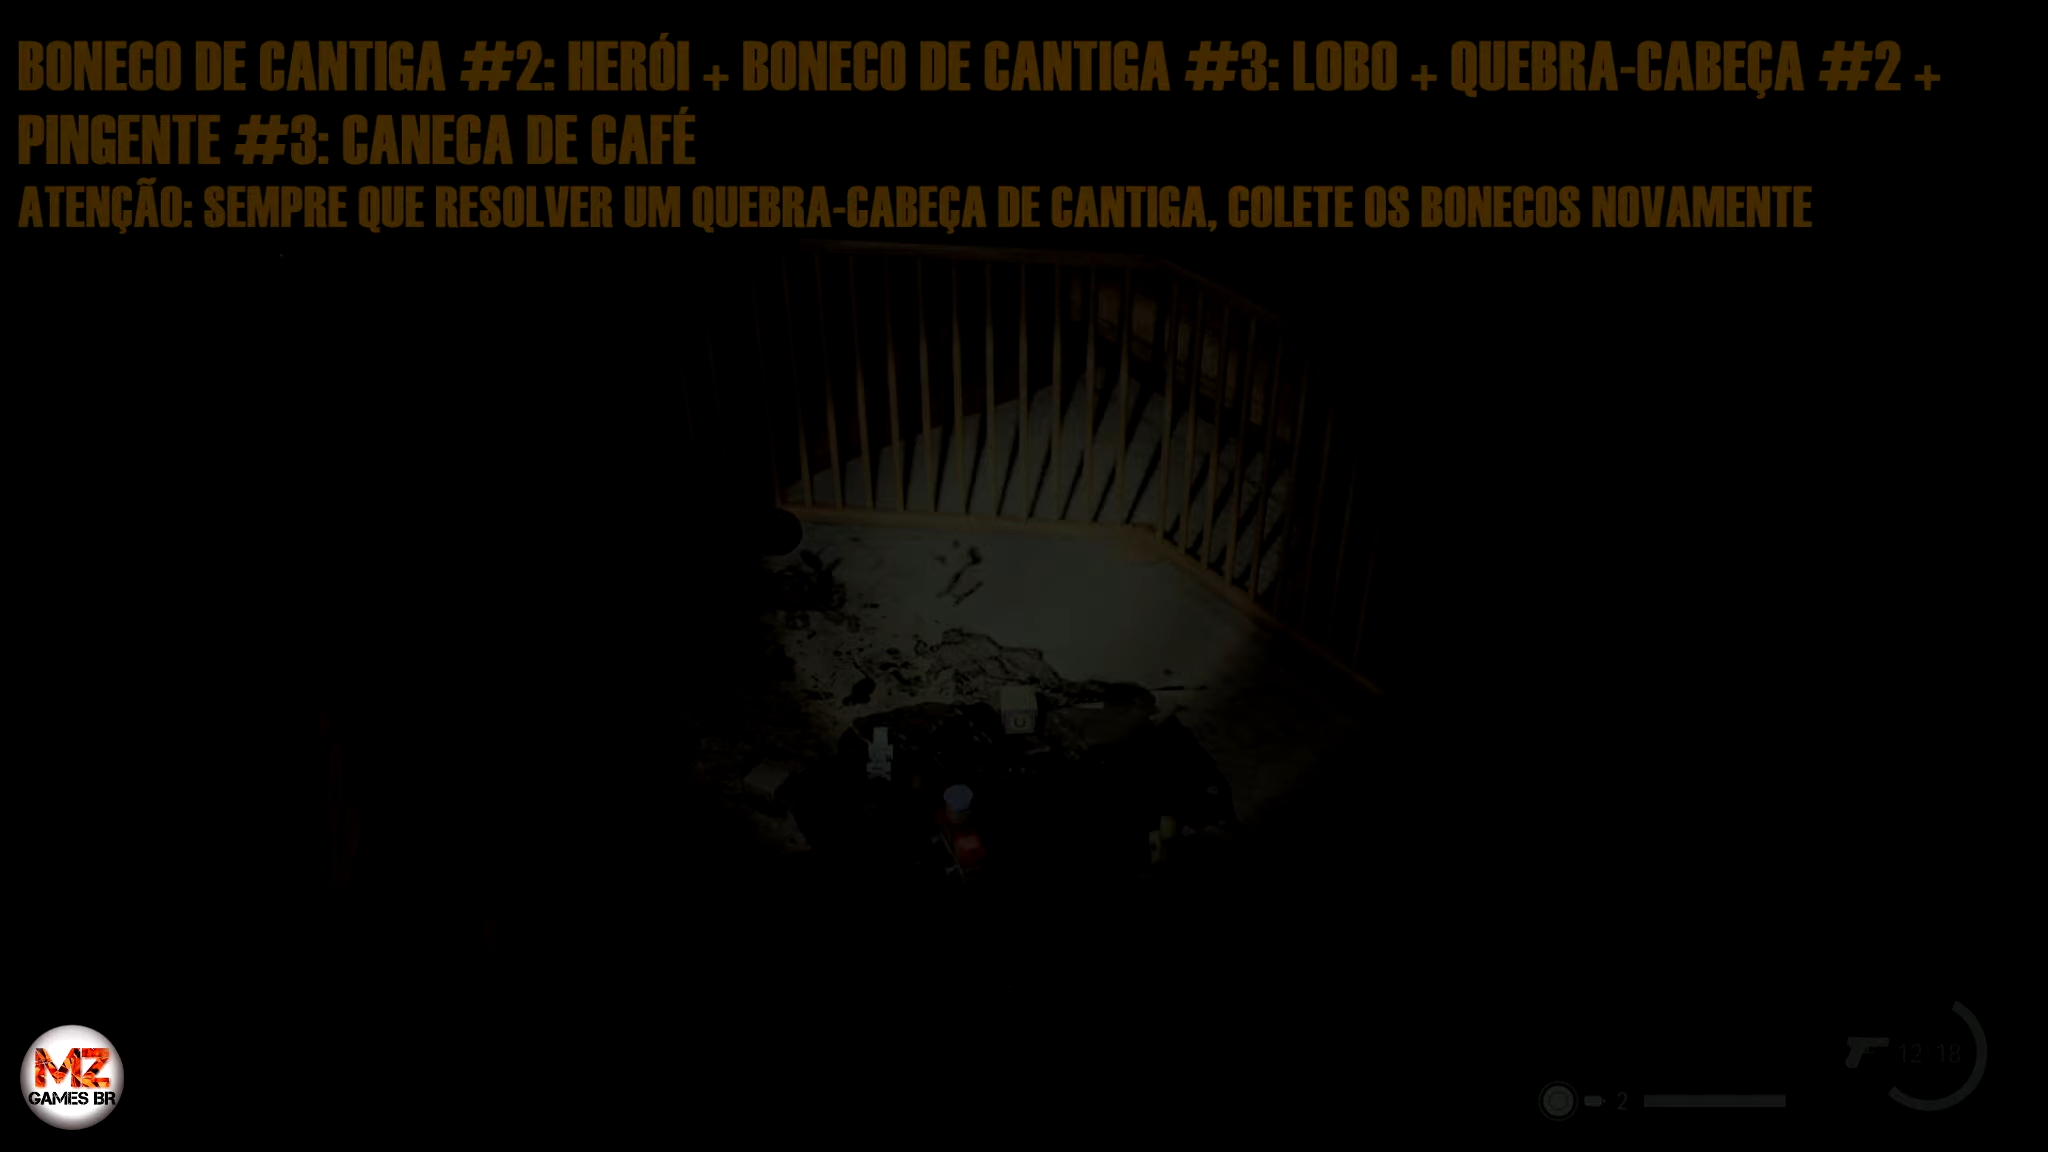 BONECO DE CANTIGA #2: HERÓI + BONECO DE CANTIGA #3: LOBO + QUEBRA-CABEÇA #2 +
PINGENTE #3: CANECA DE CAFÉ
ATENÇÃO: SEMPRE QUE RESOLVER UM QUEBRA-CABEÇA DE CANTIGA, COLETE OS BONECOS NOVAMENTE
MZ
GAMES BR
12 18
2